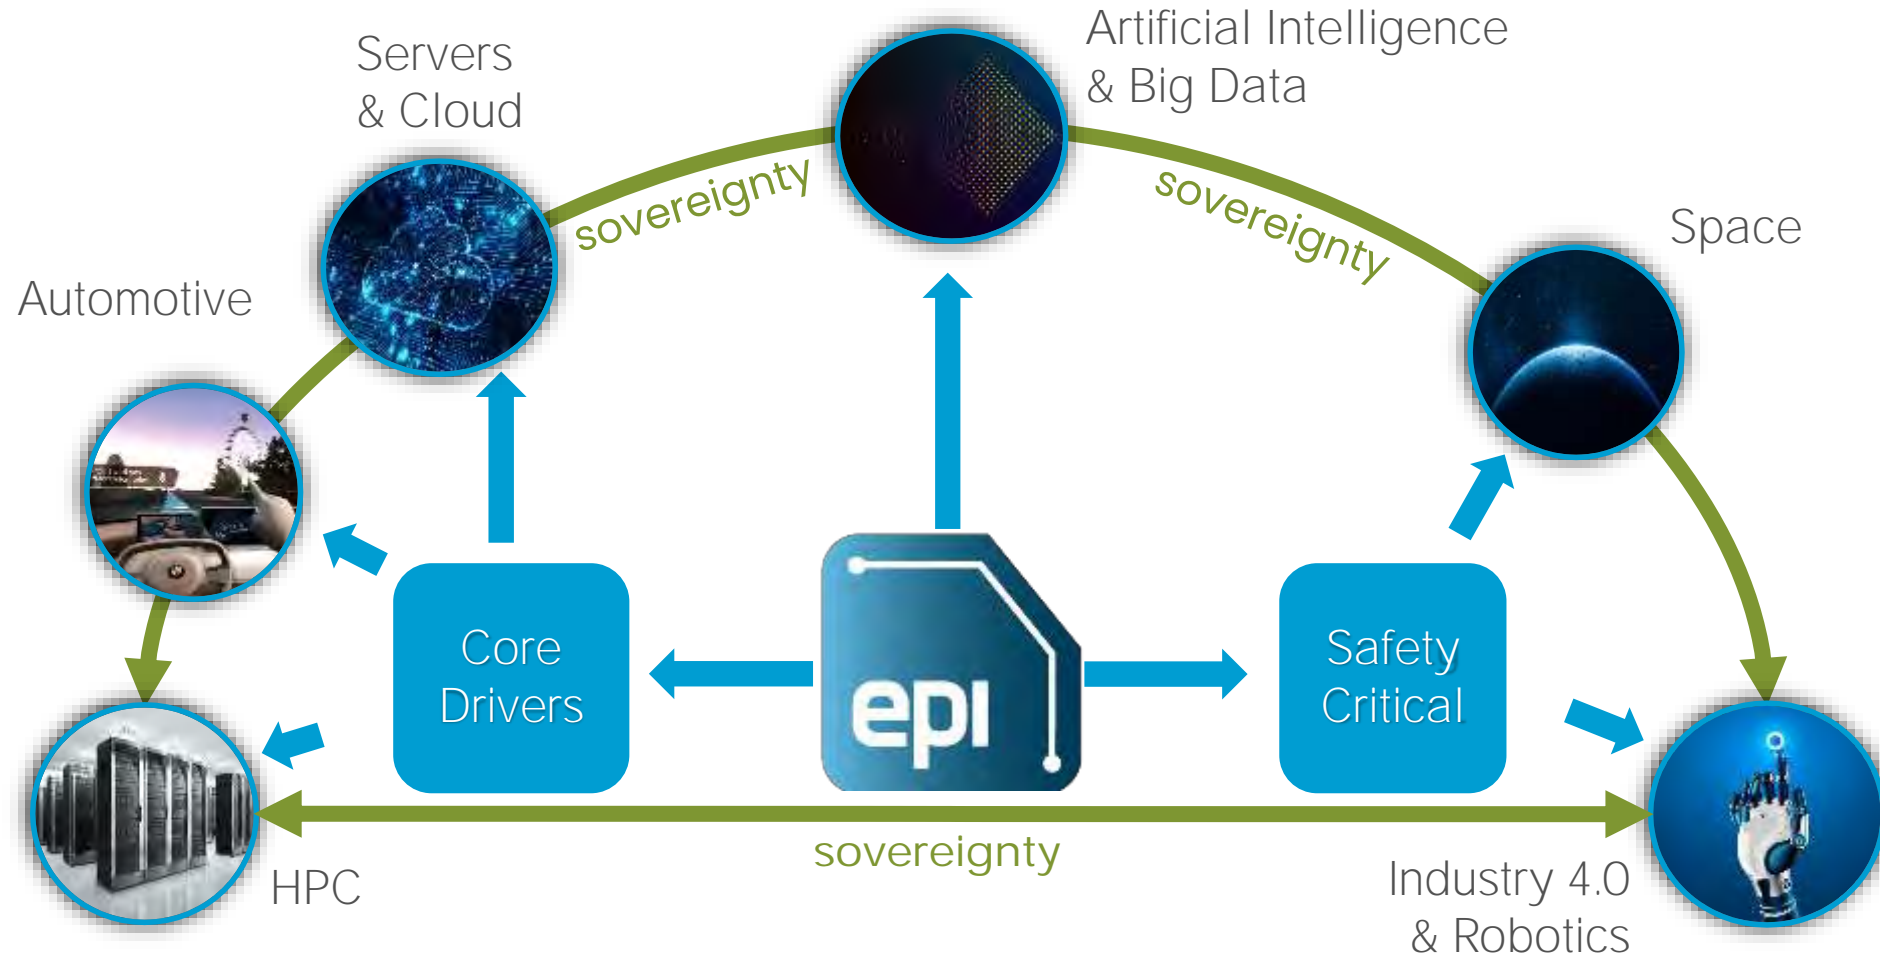 Artificial Intelligence
& Big Data
Servers
& Cloud
sovereignty
sovereignty
Space
Automotive
Core
Drivers
epi
Safety
Critical
sovereignty
HPC
Industry 4.0
& Robotics